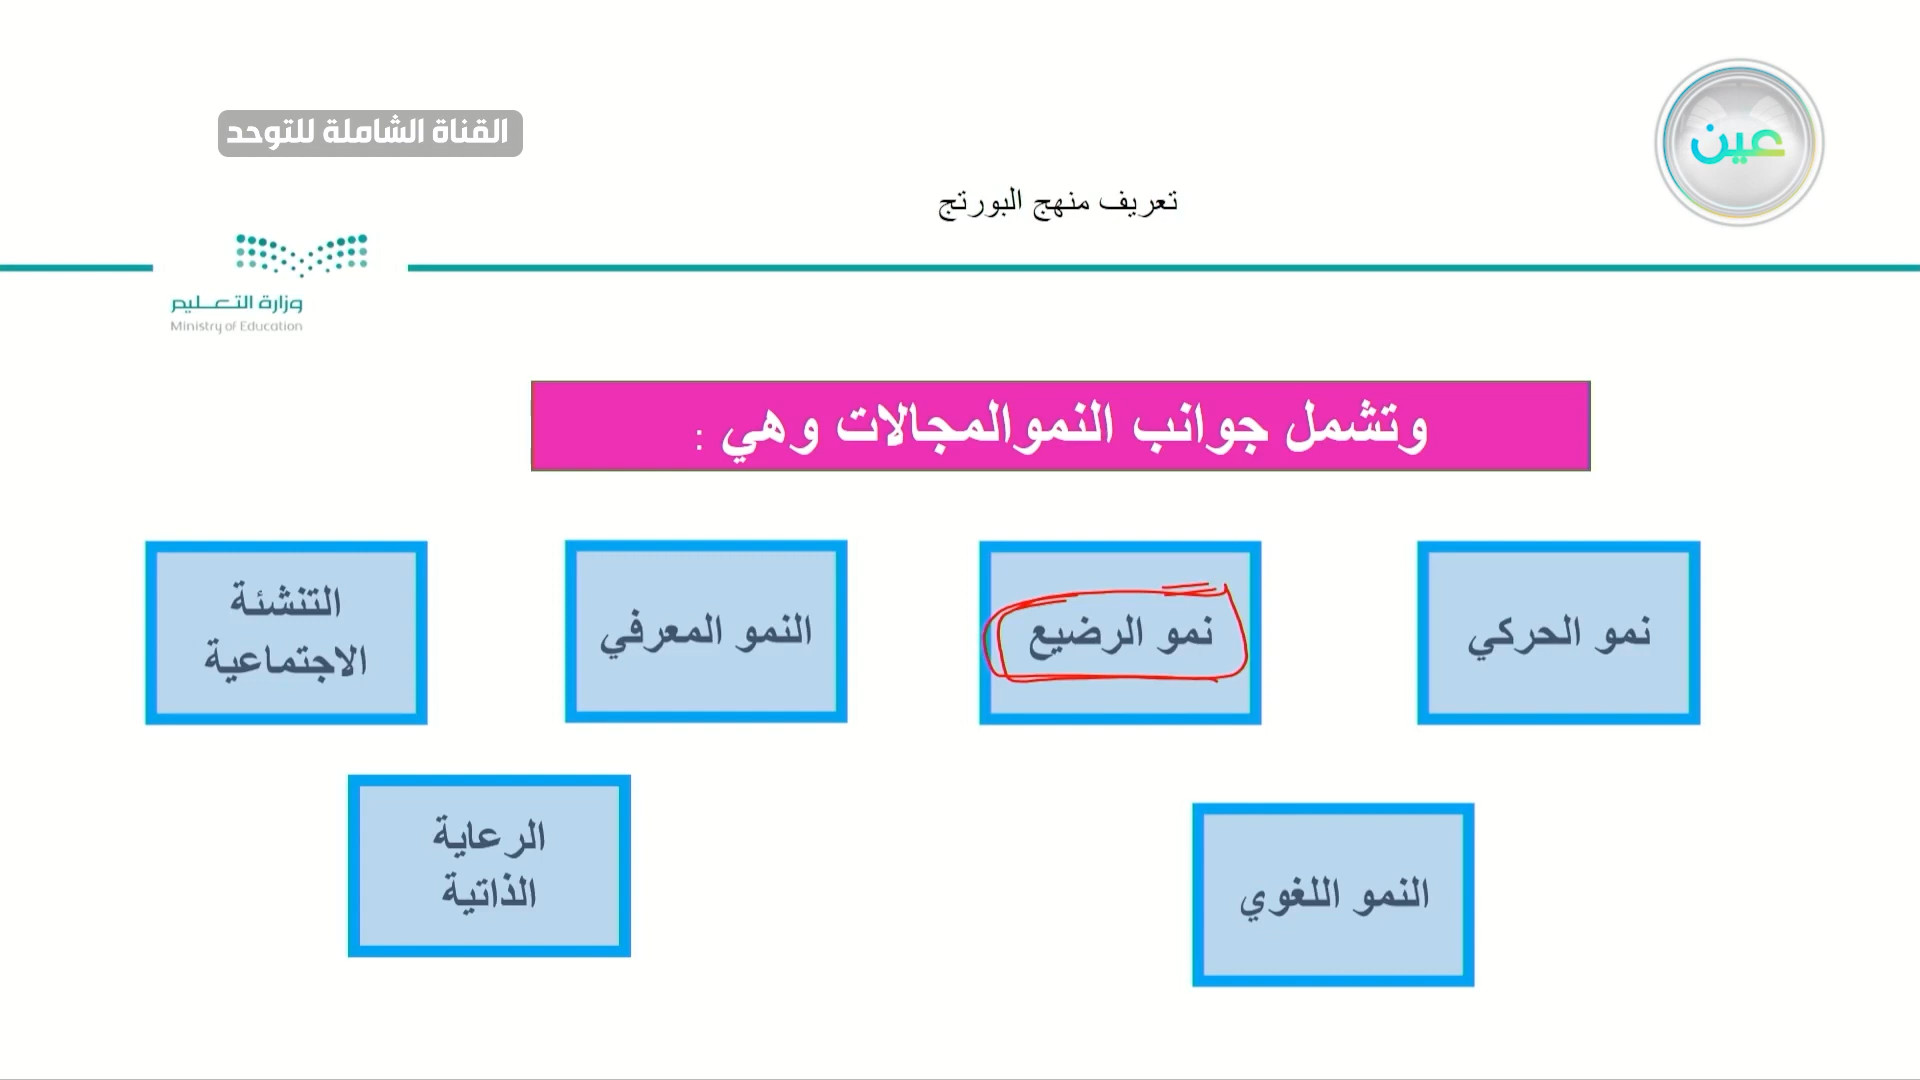 القناة الشاملة للتوحد
عين
تعريف منهج البورتج
وزارة التعليم
Ministry of Education
وتشمل جوانب النموالمجالات وهي :
نمو الحركي
نمو الرضيع
النمو المعرفي
التنشئة
الاجتماعية
النمو اللغوي
الرعاية
الذاتية